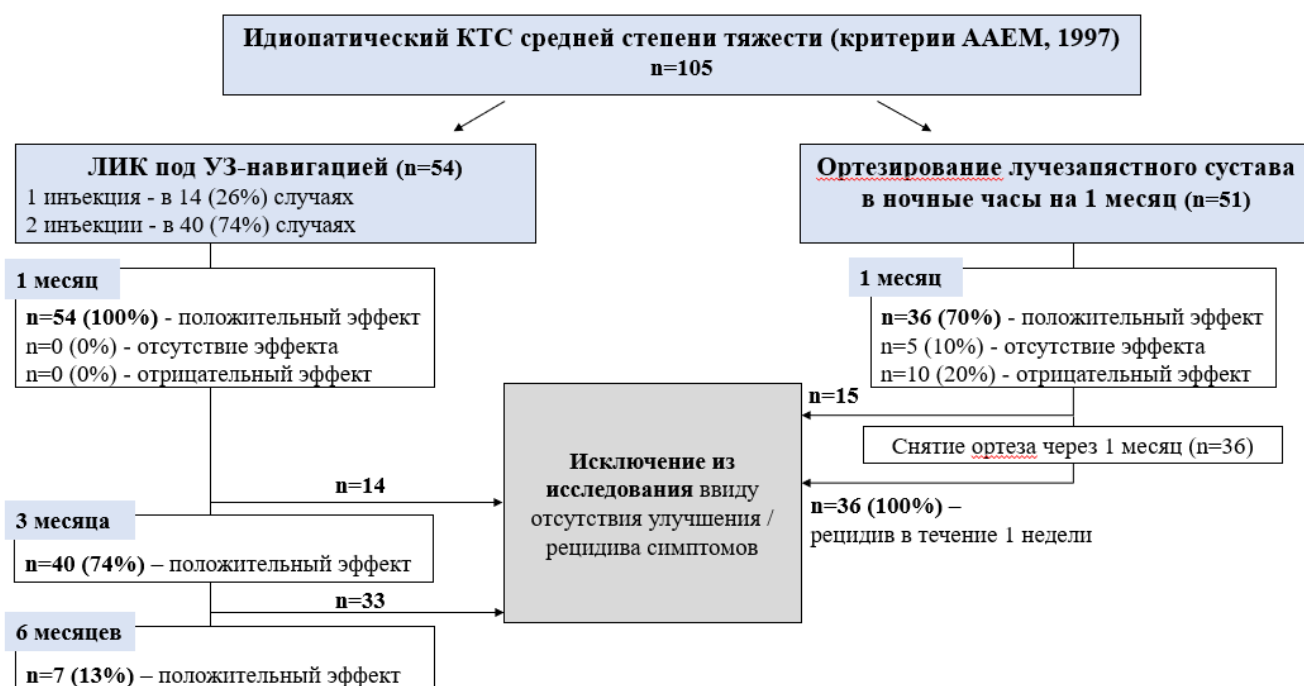 Идиопатический КТС средней степени тяжести (критерии AAEM, 1997)
n=105
ЛИК под УЗ-навигацией (n=54)
1 инъекция - в 14 (26%) случаях
2 инъекции - в 40 (74%) случаях
1 месяц
n=54 (100%) - положительный эффект
n=0 (0%) - отсутствие эффекта
n=0 (0%) - отрицательный эффект
n=14
3 месяца
n=40 (74%) – положительный эффект
n=33
6 месяцев
n=7 (13%) – положительный эффект
Исключение из
исследования ввиду
отсутствия улучшения /
рецидива симптомов
Ортезирование лучезапястного сустава
в ночные часы на 1 месяц (n=51)
1 месяц
n=36 (70%) - положительный эффект
n=5 (10%) - отсутствие эффекта
n=10 (20%) - отрицательный эффект
n=15
Снятие ортеза через 1 месяц (n=36)
n=36 (100%) –
рецидив в течение 1 недели